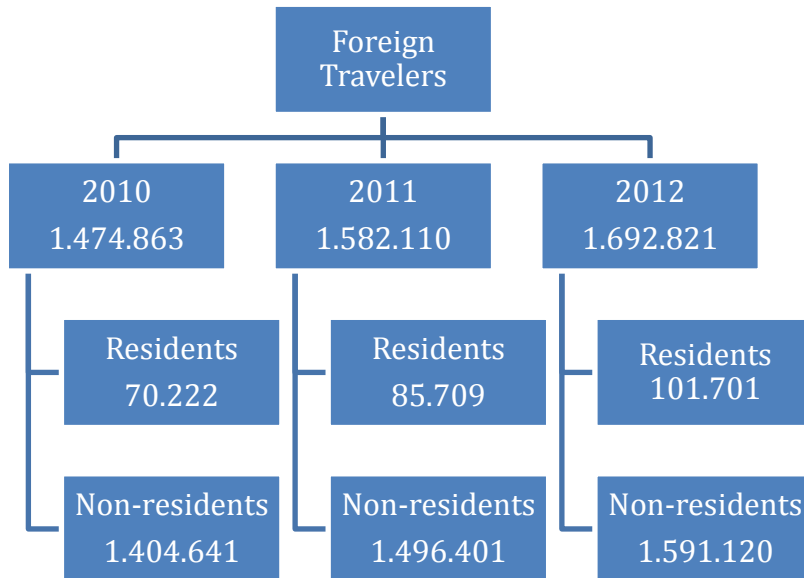 Foreign
Travelers
2010
1.474.863
2011
1.582.110
2012
1.692.821
Residents
70.222
Residents
85.709
Residents
101.701
Non-residents
1.404.641
Non-residents
1.496.401
Non-residents
1.591.120